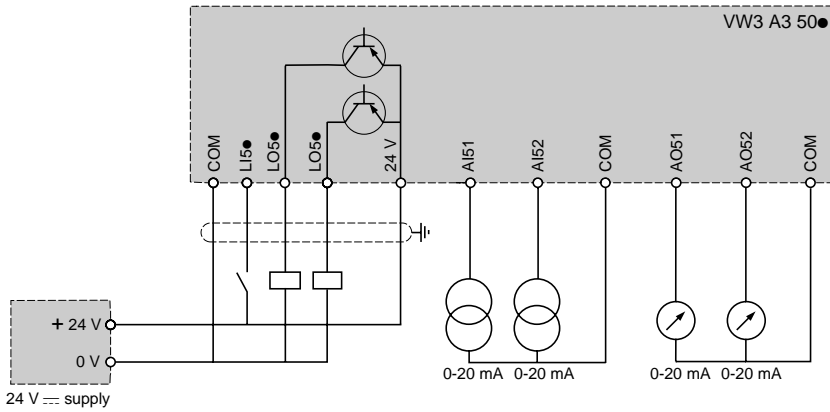 VW3 A3 50●
COM
LI5●
LO5●
LO5●
24 V
AI51
AI52
COM
AO51
AO52
COM
+ 24 V
0 V
0-20 mA 0-20 mA
0-20 mA 0-20 mA
24 V ⎓ supply